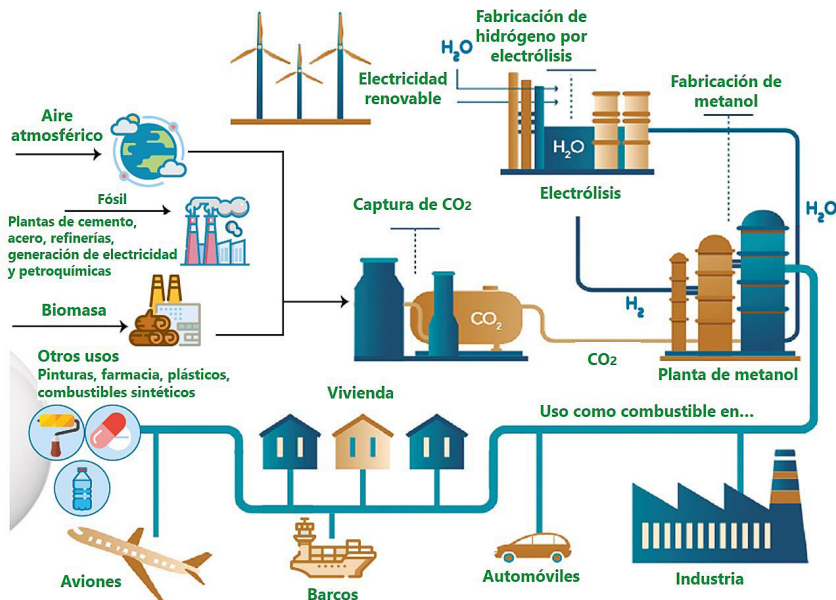 Fabricación de
hidrógeno por
electrólisis
H₂O
Electricidad
renovable
Fabricación de
metanol
Aire
atmosférico
H₂O
Electrólisis
Fósil
Plantas de cemento,
acero, refinerías,
generación de electricidad
y petroquímicas
Captura de CO₂
H₂O
Biomasa
H₂
CO₂
CO₂
Planta de metanol
Otros usos
Pinturas, farmacia, plásticos,
combustibles sintéticos
Vivienda
Uso como combustible en...
Aviones
Barcos
Automóviles
Industria